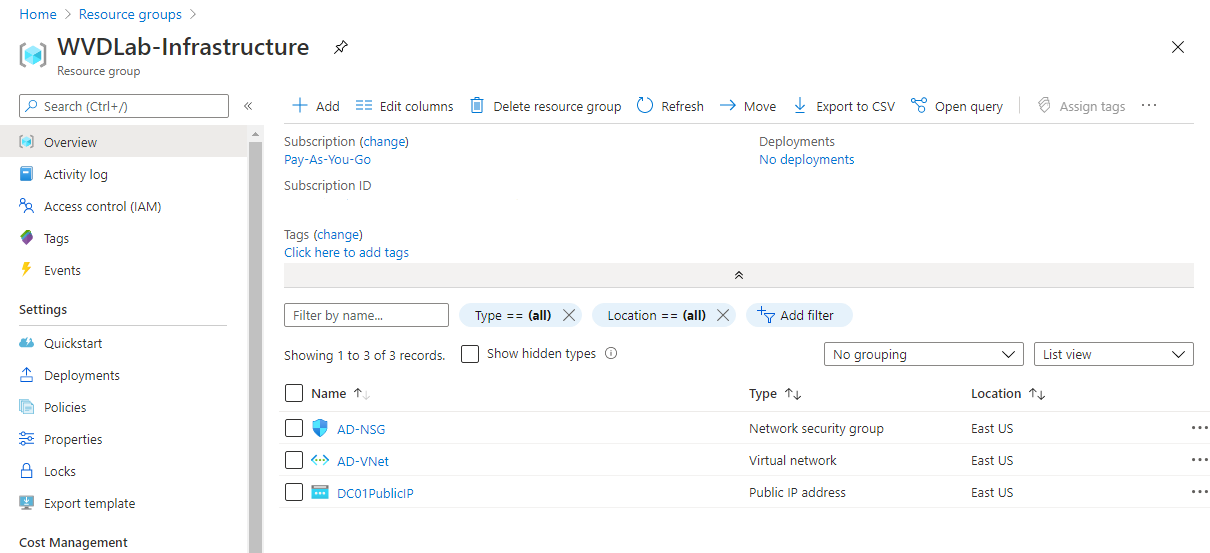 Home > Resource groups >
WVDLab-Infrastructure
Resource group
Search (Ctrl+/)
«
Add
Edit columns
Delete resource group
Refresh
Move
Export to CSV
Open query
Assign tags
...
Overview
Activity log
Access control (IAM)
Tags
Events
Settings
Quickstart
Deployments
Policies
Properties
Locks
Export template
Cost Management
Subscription (change)
Pay-As-You-Go
Subscription ID
Deployments
No deployments
Tags (change)
Click here to add tags
Filter by name...
Type == (all)
Location == (all)
Add filter
Showing 1 to 3 of 3 records.
Show hidden types
No grouping
List view
Name Type Location
AD-NSG Network security group East US ...
AD-VNet Virtual network East US ...
DC01PublicIP Public IP address East US ...